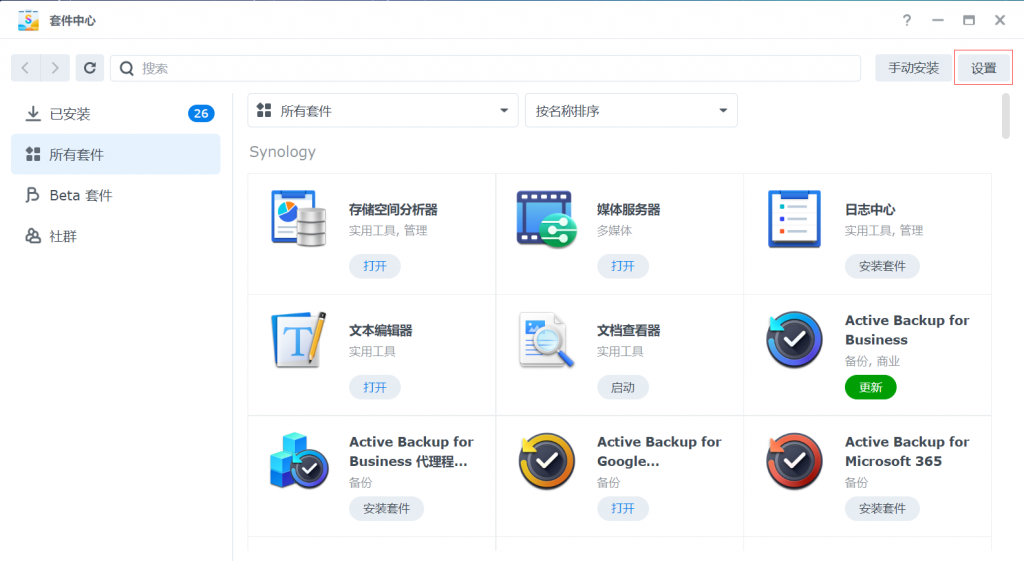 套件中心
搜索
手动安装
设置
已安装 26
所有套件
Beta 套件
社群
所有套件
按名称排序
Synology
存储空间分析器
实用工具, 管理
打开
媒体服务器
多媒体
打开
日志中心
实用工具, 管理
安装套件
文本编辑器
实用工具
打开
文档查看器
实用工具
启动
Active Backup for
Business
备份, 商业
更新
Active Backup for
Business 代理程...
备份
安装套件
Active Backup for
Google...
备份
打开
Active Backup for
Microsoft 365
备份
安装套件